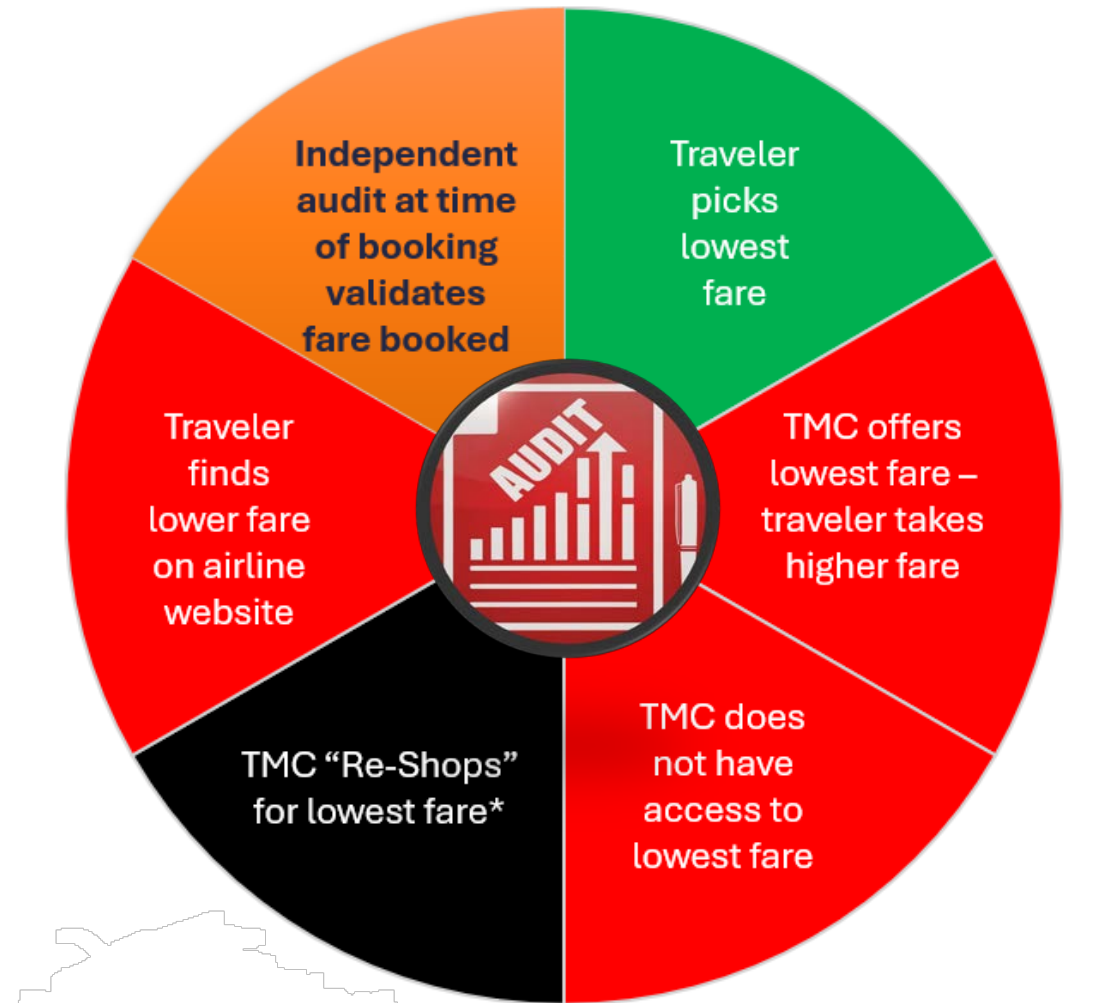 Independent
audit at time
of booking
validates
fare booked
Traveler
picks
lowest
fare
TMC offers
lowest fare –
traveler takes
higher fare
TMC does
not have
access to
lowest fare
TMC “Re-Shops”
for lowest fare*
Traveler
finds
lower fare
on airline
website
AUDIT